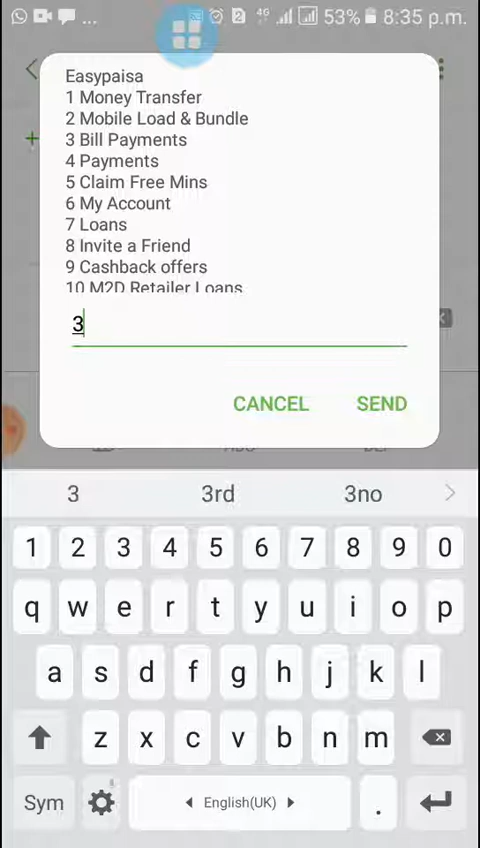 ... 4G 53% 8:35 p.m.
Easypaisa
1 Money Transfer
2 Mobile Load & Bundle
3 Bill Payments
4 Payments
5 Claim Free Mins
6 My Account
7 Loans
8 Invite a Friend
9 Cashback offers
10 M2D Retailer Loans
3
CANCEL SEND
3 3rd 3no
1 2 3 4 5 6 7 8 9 0
q w e r t y u i o p
a s d f g h j k l
z x c v b n m
Sym English(UK) .